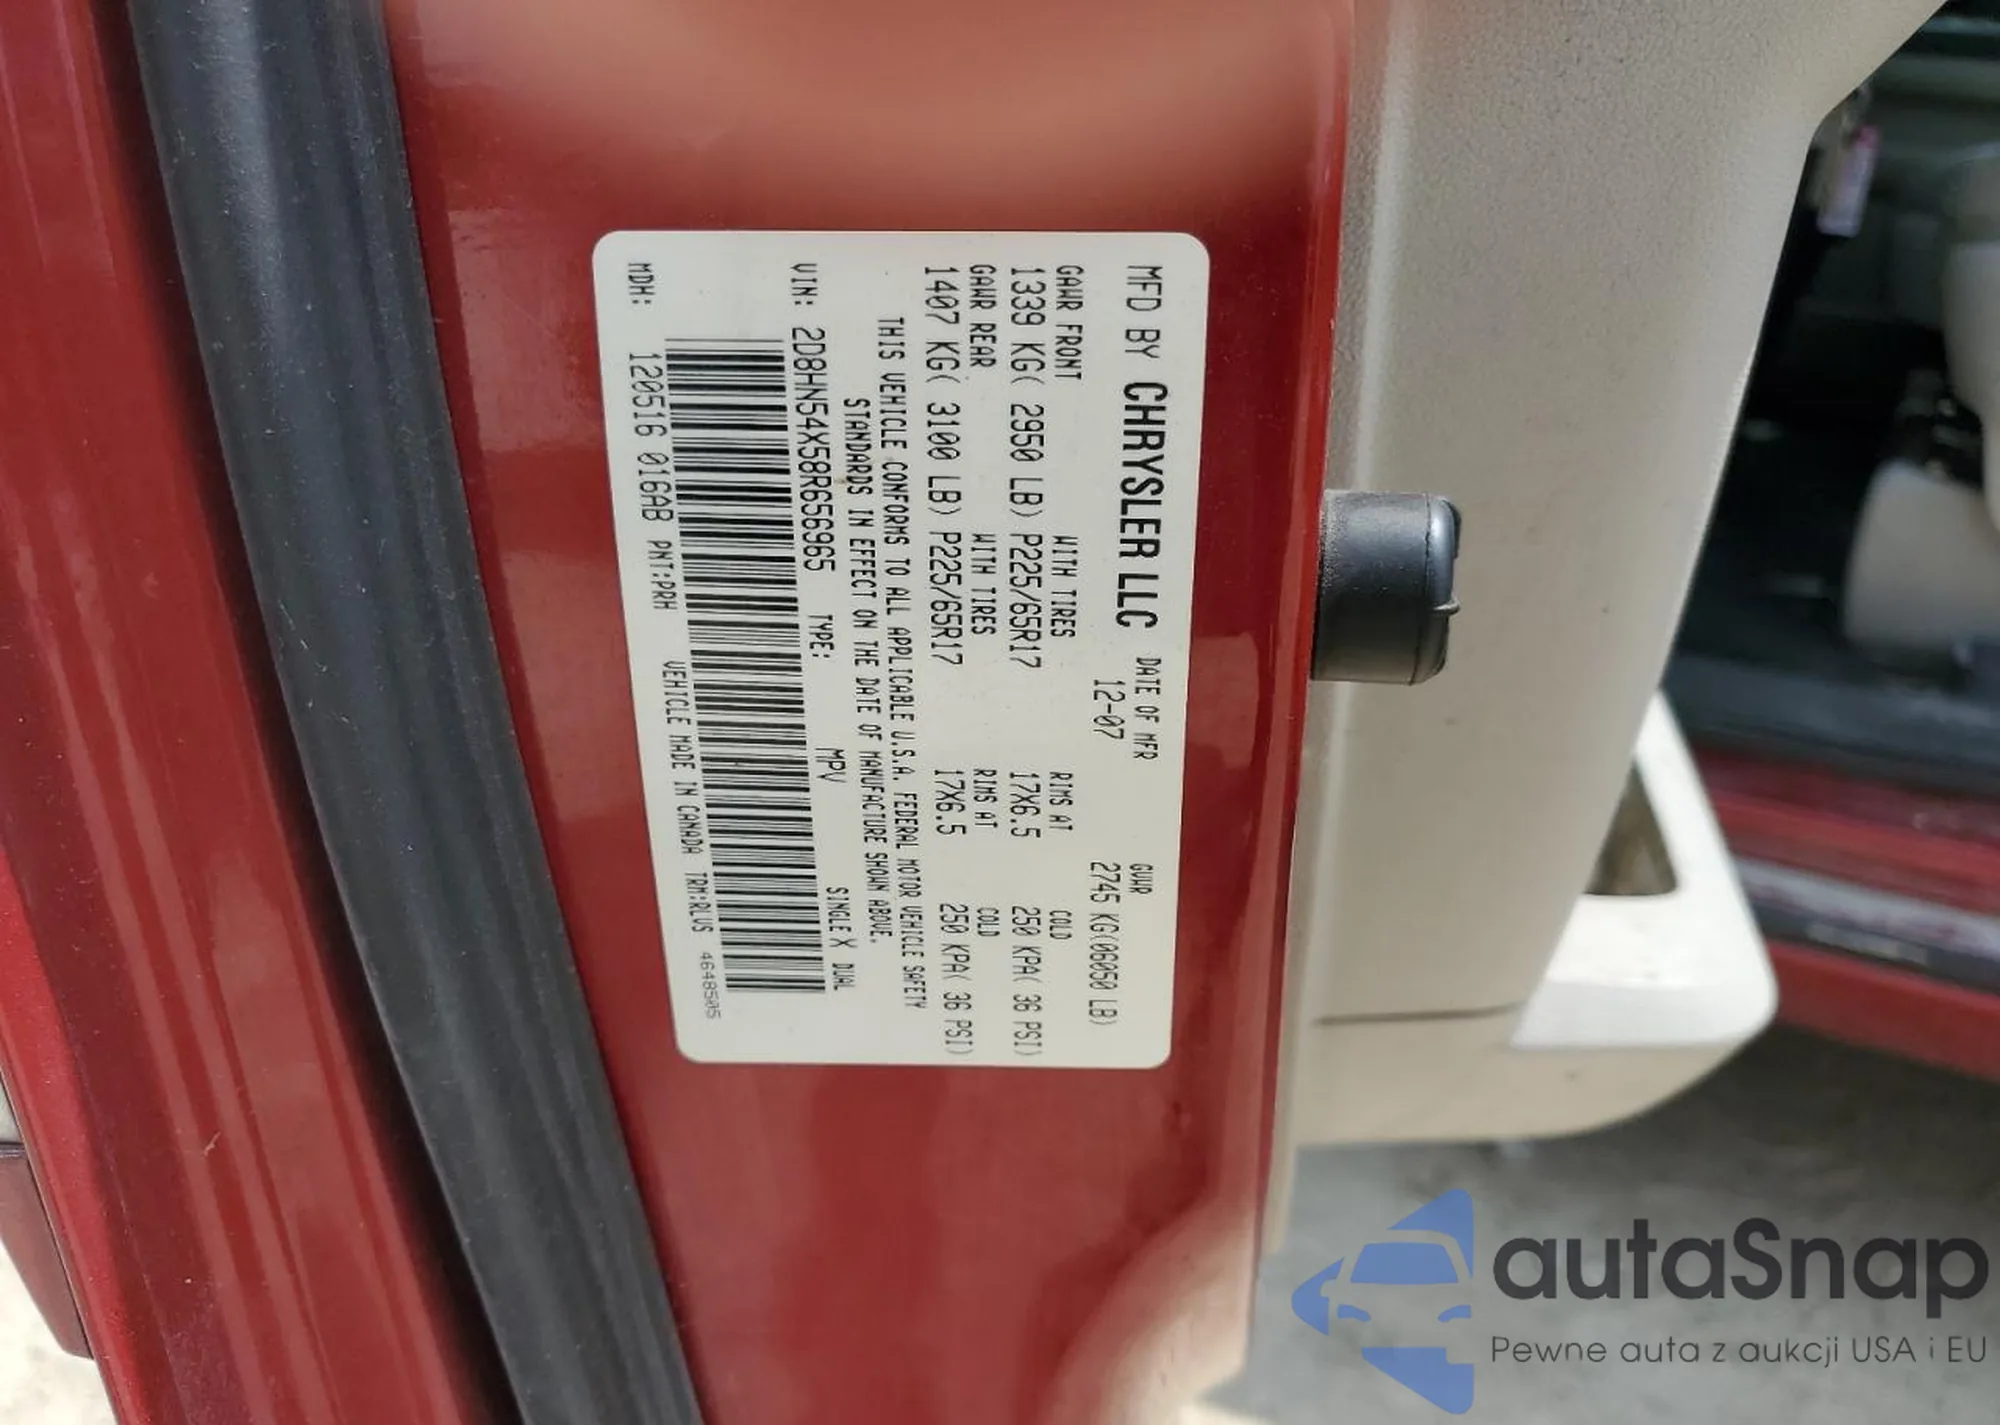 MFD BY CHRYSLER LLC DATE OF MFR GVWR
12-07 2745 KG(06050 LB)
GAWR FRONT WITH TIRES RIMS AT COLD
1339 KG( 2950 LB) P225/65R17 17X6.5 250 KPA( 36 PSI)
GAWR REAR WITH TIRES RIMS AT COLD
1407 KG( 3100 LB) P225/65R17 17X6.5 250 KPA( 36 PSI)
THIS VEHICLE CONFORMS TO ALL APPLICABLE U.S.A. FEDERAL MOTOR VEHICLE SAFETY
STANDARDS IN EFFECT ON THE DATE OF MANUFACTURE SHOWN ABOVE.
VIN: 2D8HN54X58R656965 TYPE: MPV SINGLE X DUAL
MDH: 120516 016AB PNT:PRH VEHICLE MADE IN CANADA TRM:RLVS 4648505
autaSnap
Pewne auta z aukcji USA i EU